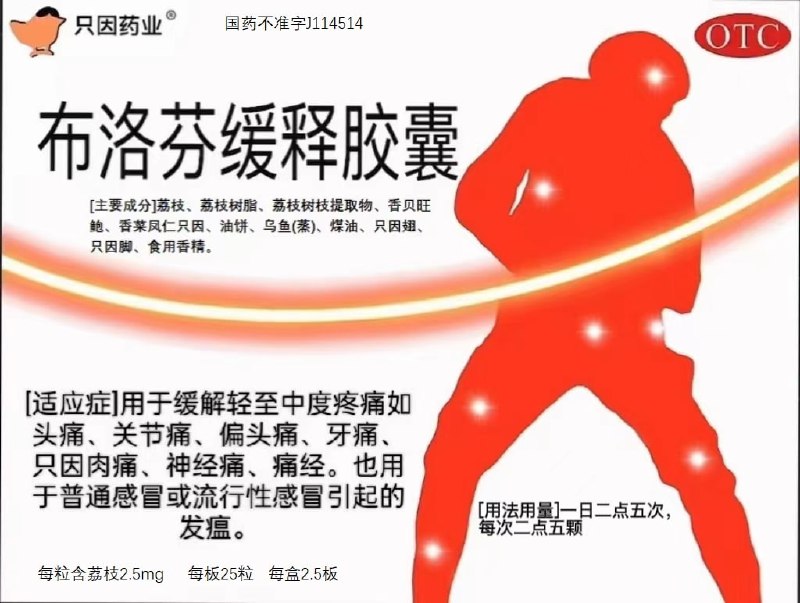 只因药业®
国药不准字J114514
OTC
布洛芬缓释胶囊
[主要成分]荔枝、荔枝树脂、荔枝树枝提取物、香贝旺
鲍、香菜凤仁只因、油饼、乌鱼(蒸)、煤油、只因翅、
只因脚、食用香精。
[适应症]用于缓解轻至中度疼痛如
头痛、关节痛、偏头痛、牙痛、
只因肉痛、神经痛、痛经。也用
于普通感冒或流行性感冒引起的
发瘟。
[用法用量]一日二点五次，
每次二点五颗
每粒含荔枝2.5mg 每板25粒 每盒2.5板